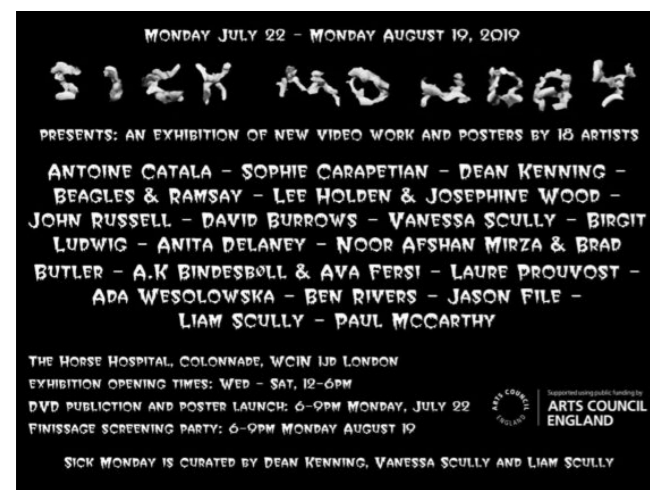 Monday July 22 – Monday August 19, 2019
SICK MONDAY
presents: an exhibition of new video work and posters by 18 artists
Antoine Catala – Sophie Carapetian – Dean Kenning –
Beagles & Ramsay – Lee Holden & Josephine Wood –
John Russell – David Burrows – Vanessa Scully – Birgit
Ludwig – Anita Delaney – Noor Afshan Mirza & Brad
Butler – A.K Bindesbøll & Ava Fersi – Laure Prouvost –
Ada Wesolowska – Ben Rivers – Jason File –
Liam Scully – Paul McCarthy
The Horse Hospital, Colonnade, WC1N 1JD London
exhibition opening times: Wed – Sat, 12-6pm
DVD publiction and poster launch: 6-9pm Monday, July 22
Finissage screening party: 6-9pm Monday August 19
ARTS COUNCIL ENGLAND
Supported using public funding by
ARTS COUNCIL
ENGLAND
Sick Monday is curated by Dean Kenning, Vanessa Scully and Liam Scully